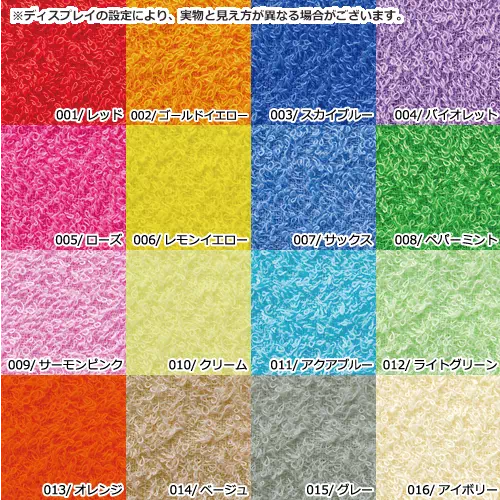 ※ディスプレイの設定により、実物と見え方が異なる場合がございます。
001/レッド
002/ゴールドイエロー
003/スカイブルー
004/バイオレット
005/ローズ
006/レモンイエロー
007/サックス
008/ペパーミント
009/サーモンピンク
010/クリーム
011/アクアブルー
012/ライトグリーン
013/オレンジ
014/ベージュ
015/グレー
016/アイボリー